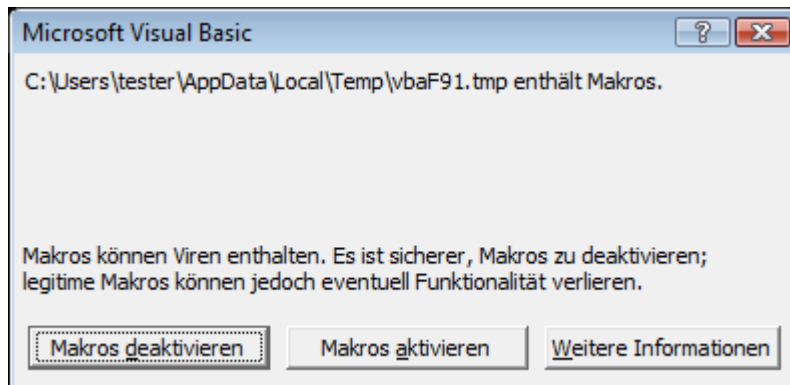 Microsoft Visual Basic
C:\Users\tester\AppData\Local\Temp\vbaF91.tmp enthält Makros.
Makros können Viren enthalten. Es ist sicherer, Makros zu deaktivieren;
legitime Makros können jedoch eventuell Funktionalität verlieren.
Makros deaktivieren Makros aktivieren Weitere Informationen